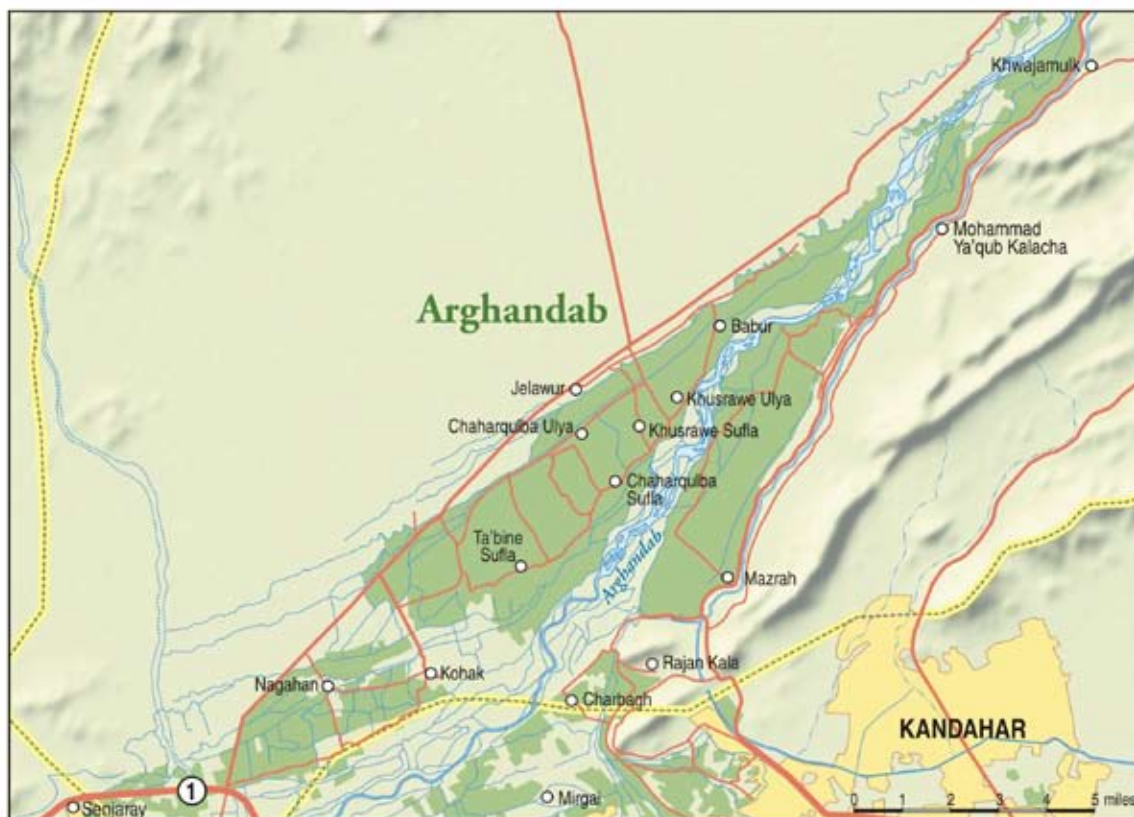 Khwajamulk
Mohammad
Ya'qub Kalacha
Arghandab
Babur
Jelawur
Khusrawe Ulya
Chaharqulba Ulya
Khusrawe Sufla
Chaharqulba
Sufla
Ta'bine
Sufla
Arghandab
Mazrah
Rajan Kala
Kohak
Nagahan
Charbagh
KANDAHAR
1
Mirgai
Senjaray
0 1 2 3 4 5 miles